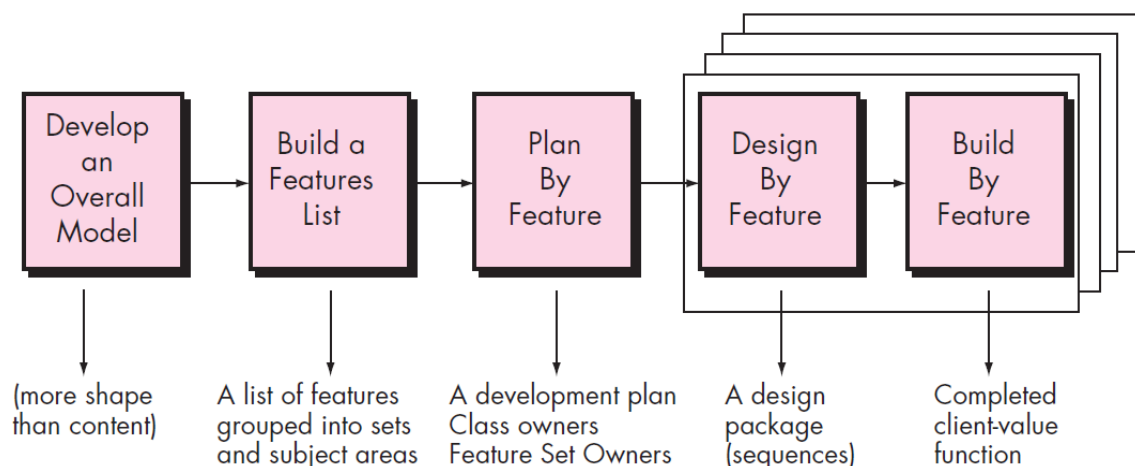 Develop
an
Overall
Model
Build a
Features
List
Plan
By
Feature
Design
By
Feature
Build
By
Feature
(more shape
than content)
A list of features
grouped into sets
and subject areas
A development plan
Class owners
Feature Set Owners
A design
package
(sequences)
Completed
client-value
function